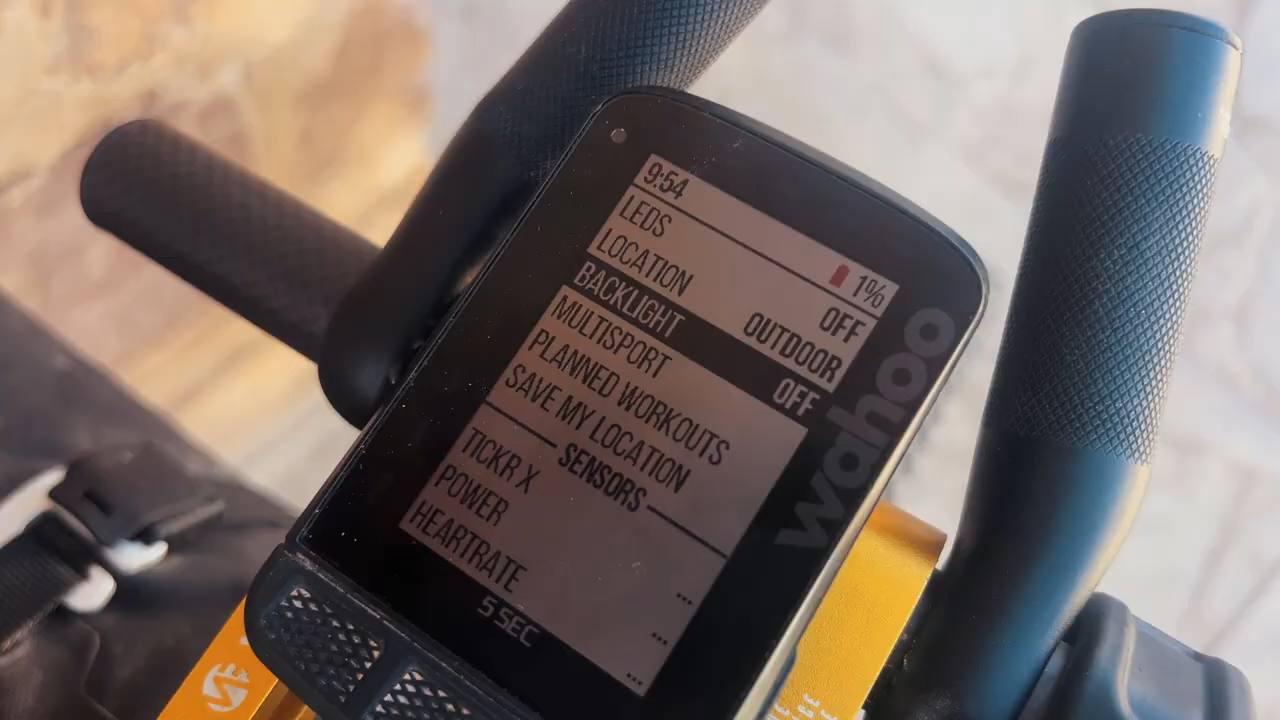 9:54 1%
LEDS OFF
LOCATION OUTDOOR
BACKLIGHT OFF
MULTISPORT
PLANNED WORKOUTS
SAVE MY LOCATION
SENSORS
TICKR X ...
POWER ...
HEARTRATE ...
5 SEC
wahoo